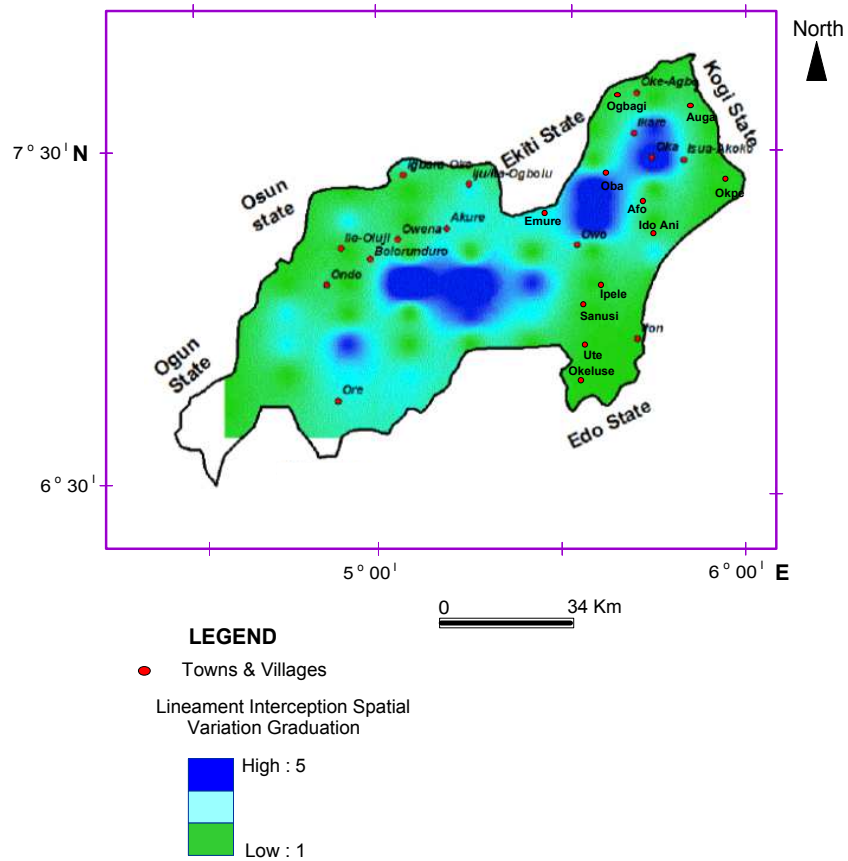 North
Kogi State
Oke-Agbe
Ogbagi
Auga
Ikare
Ekiti State
7° 30' N
Oka
Isua-Akoko
Igbara-Oke
Iju/Ita-Ogbolu
Oba
Okpe
Osun
state
Afo
Emure
Akure
Ido Ani
Owena
Owo
Ile-Oluji
Bolorunduro
Ondo
Ipele
Sanusi
Ogun
State
Ute
Okeluse
Ore
Edo State
6° 30'
5° 00'
6° 00' E
0
34 Km
LEGEND
Towns & Villages
Lineament Interception Spatial
Variation Graduation
High : 5
Low : 1